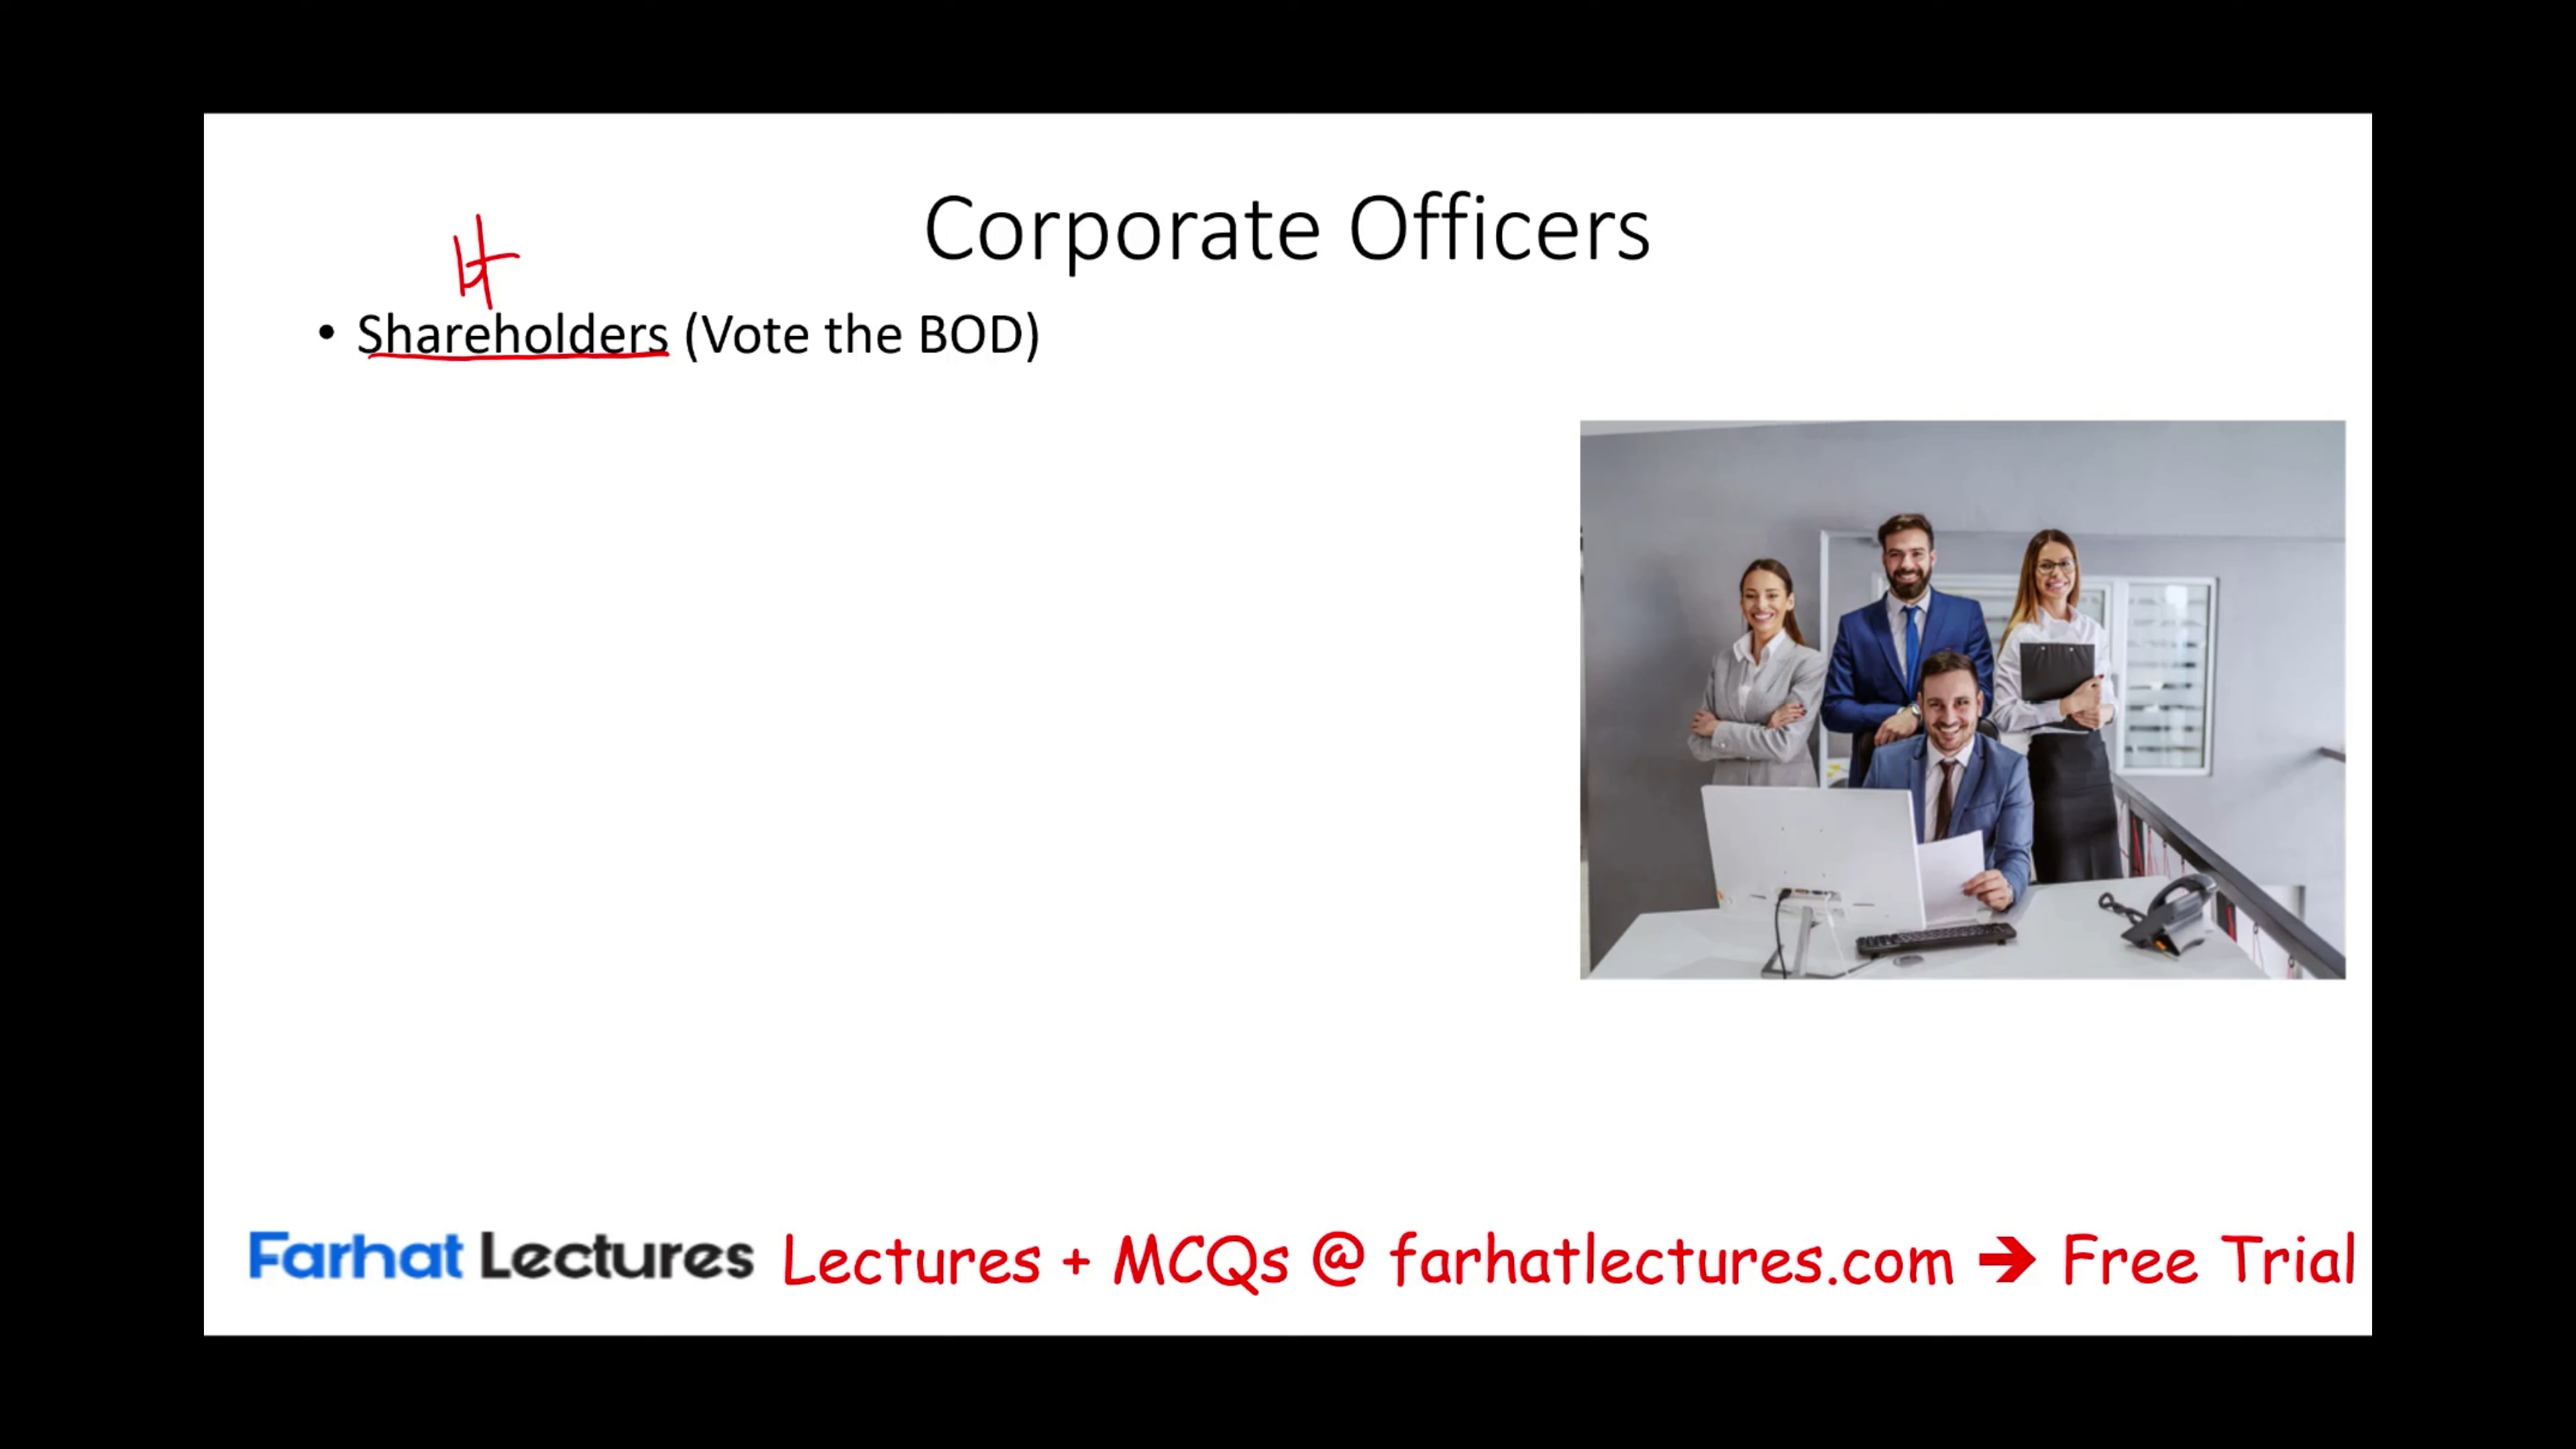 Corporate Officers
• Shareholders (Vote the BOD)
Farhat Lectures Lectures + MCQs @ farhatlectures.com → Free Trial